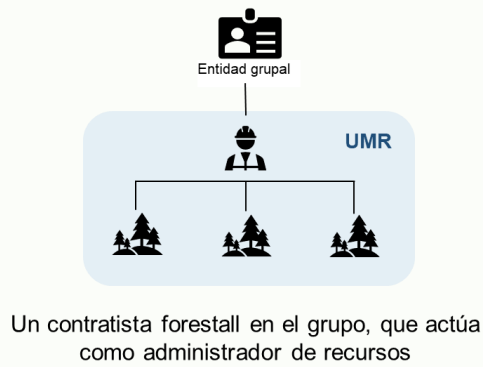 Entidad grupal
UMR
Un contratista forestall en el grupo, que actúa
como administrador de recursos